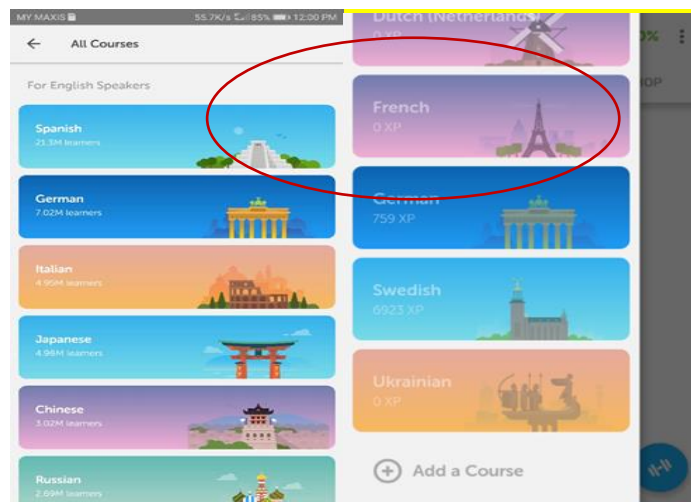 MY MAXIS 55.7K/s 85% 12:00 PM
All Courses
For English Speakers
Spanish
21.3M learners
German
7.02M learners
Italian
4.95M learners
Japanese
4.98M learners
Chinese
3.02M learners
Russian
2.69M learners
Dutch (Netherlands)
0 XP
French
0 XP
German
759 XP
Swedish
6923 XP
Ukrainian
0 XP
Add a Course
0%
OP